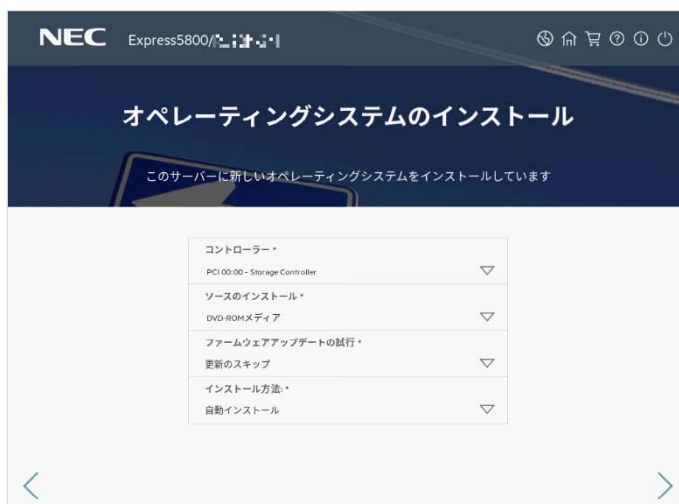 NEC Express5800/
オペレーティングシステムのインストール
このサーバーに新しいオペレーティングシステムをインストールしています
コントローラー *
PCI 00:00 - Storage Controller
ソースのインストール *
DVD-ROMメディア
ファームウェアアップデートの試行 *
更新のスキップ
インストール方法: *
自動インストール